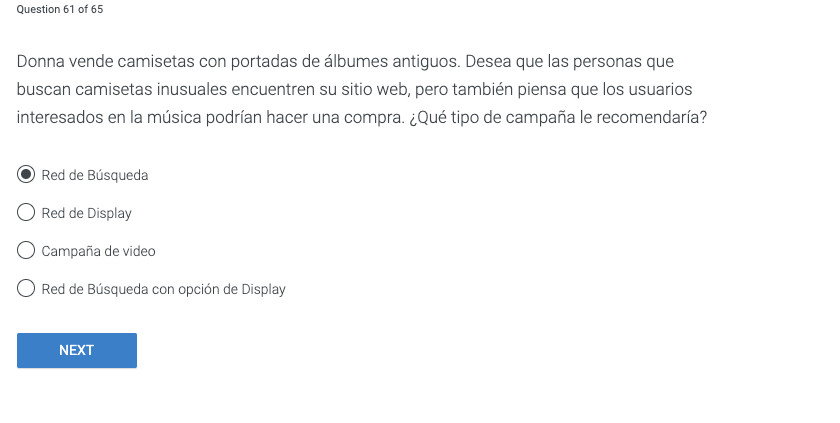 Question 61 of 65
Donna vende camisetas con portadas de álbumes antiguos. Desea que las personas que
buscan camisetas inusuales encuentren su sitio web, pero también piensa que los usuarios
interesados en la música podrían hacer una compra. ¿Qué tipo de campaña le recomendaría?
Red de Búsqueda
Red de Display
Campaña de video
Red de Búsqueda con opción de Display
NEXT